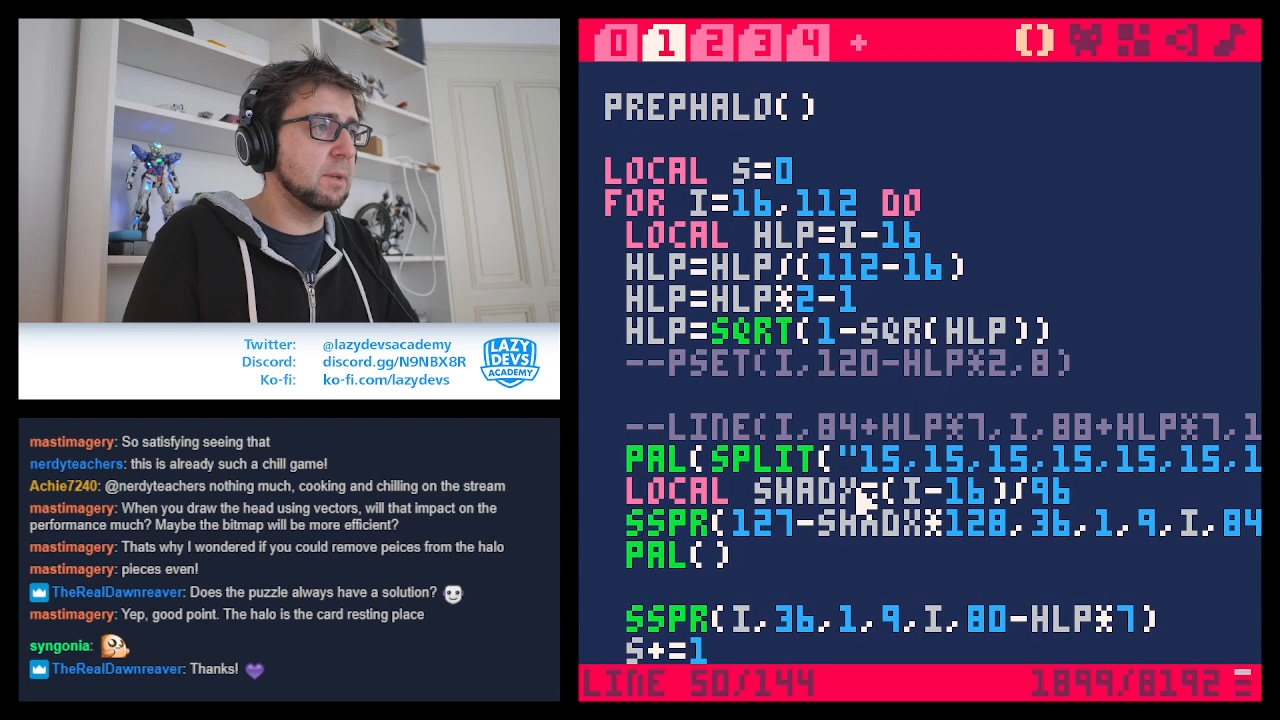 Twitter: @lazydevsacademy
Discord: discord.gg/N9NBX8R
Ko-fi: ko-fi.com/lazydevs
LAZY
DEVS
ACADEMY
mastimagery: So satisfying seeing that
nerdyteachers: this is already such a chill game!
Achie7240: @nerdyteachers nothing much, cooking and chilling on the stream
mastimagery: When you draw the head using vectors, will that impact on the
performance much? Maybe the bitmap will be more efficient?
mastimagery: Thats why I wondered if you could remove peices from the halo
mastimagery: pieces even!
TheRealDawnreaver: Does the puzzle always have a solution?
mastimagery: Yep, good point. The halo is the card resting place
syngonia:
TheRealDawnreaver: Thanks!
0 1 2 3 4 +
()
PREPHALO()
LOCAL S=0
FOR I=16,112 DO
LOCAL HLP=I-16
HLP=HLP/(112-16)
HLP=HLP*2-1
HLP=SQRT(1-SQR(HLP))
--PSET(I,120-HLP*2,8)
--LINE(I,84+HLP*7,I,88+HLP*7,1
PAL(SPLIT("15,15,15,15,15,15,1
LOCAL SHADX=(I-16)/96
SSPR(127-SHADX*128,36,1,9,I,84
PAL()
SSPR(I,36,1,9,I,80-HLP*7)
S+=1
LINE 50/144 1899/8192